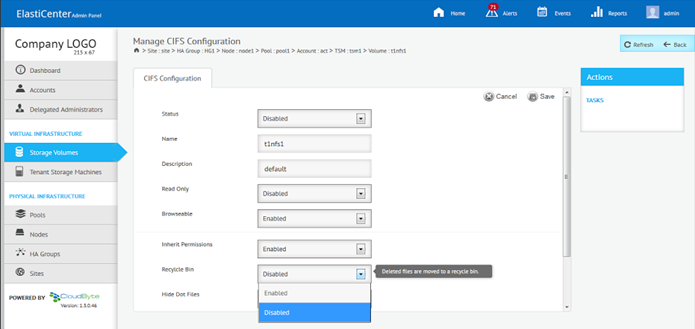 ElastiCenter Admin Panel
Home
71
Alerts
Events
Reports
admin
Company LOGO
215 x 67
Manage CIFS Configuration
> Site : site > HA Group : HG1 > Node : node1 > Pool : pool1 > Account : act > TSM : tsm1 > Volume : t1nfs1
Refresh
Back
Dashboard
Accounts
Delegated Administrators
VIRTUAL INFRASTRUCTURE
Storage Volumes
Tenant Storage Machines
PHYSICAL INFRASTRUCTURE
Pools
Nodes
HA Groups
Sites
POWERED BY CloudByte
Version: 1.3.0.46
CIFS Configuration
Cancel
Save
Status
Disabled
Name
t1nfs1
Description
default
Read Only
Disabled
Browseable
Enabled
Inherit Permissions
Enabled
Recylcle Bin
Disabled
Deleted files are moved to a recycle bin.
Hide Dot Files
Enabled
Disabled
Actions
TASKS